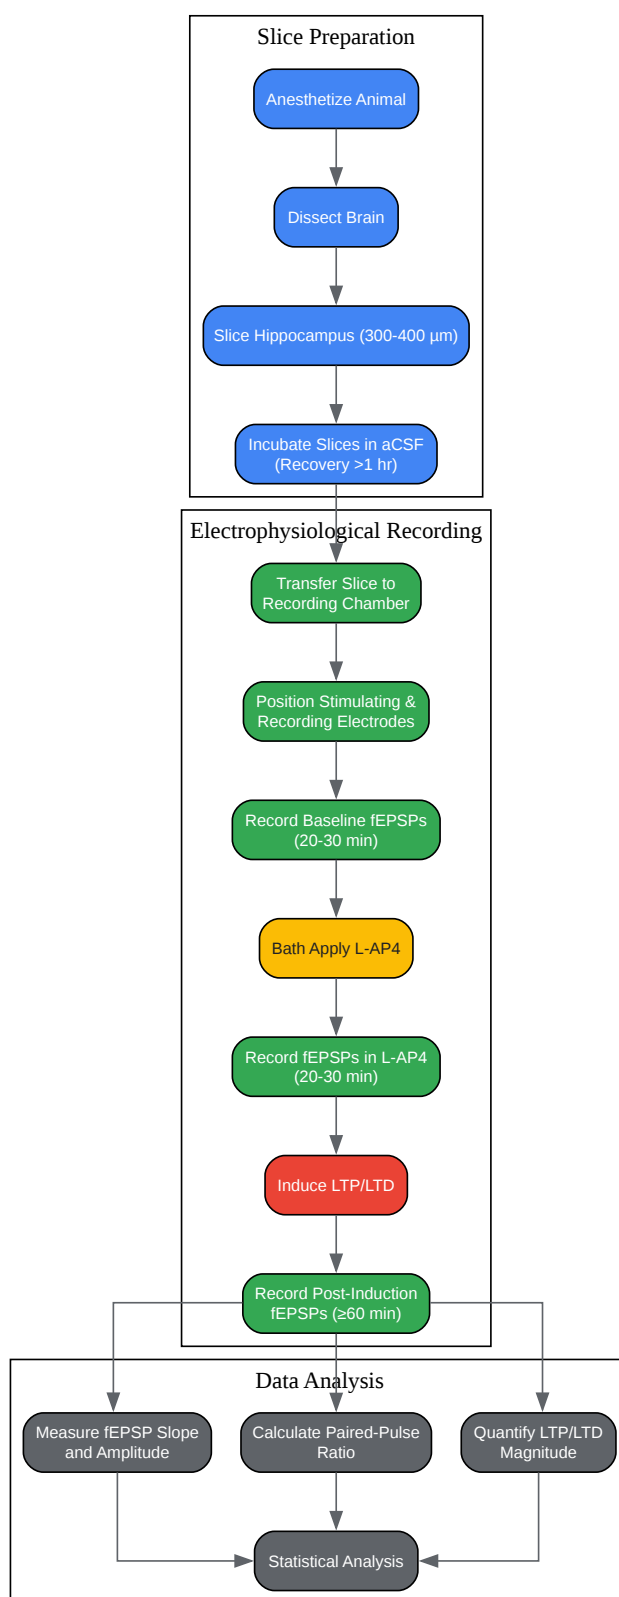 Slice Preparation
Anesthetize Animal
Dissect Brain
Slice Hippocampus (300-400 µm)
Incubate Slices in aCSF
(Recovery >1 hr)
Electrophysiological Recording
Transfer Slice to
Recording Chamber
Position Stimulating &
Recording Electrodes
Record Baseline fEPSPs
(20-30 min)
Bath Apply L-AP4
Record fEPSPs in L-AP4
(20-30 min)
Induce LTP/LTD
Record Post-Induction
fEPSPs (≥60 min)
Data Analysis
Measure fEPSP Slope
and Amplitude
Calculate Paired-Pulse
Ratio
Quantify LTP/LTD
Magnitude
Statistical Analysis